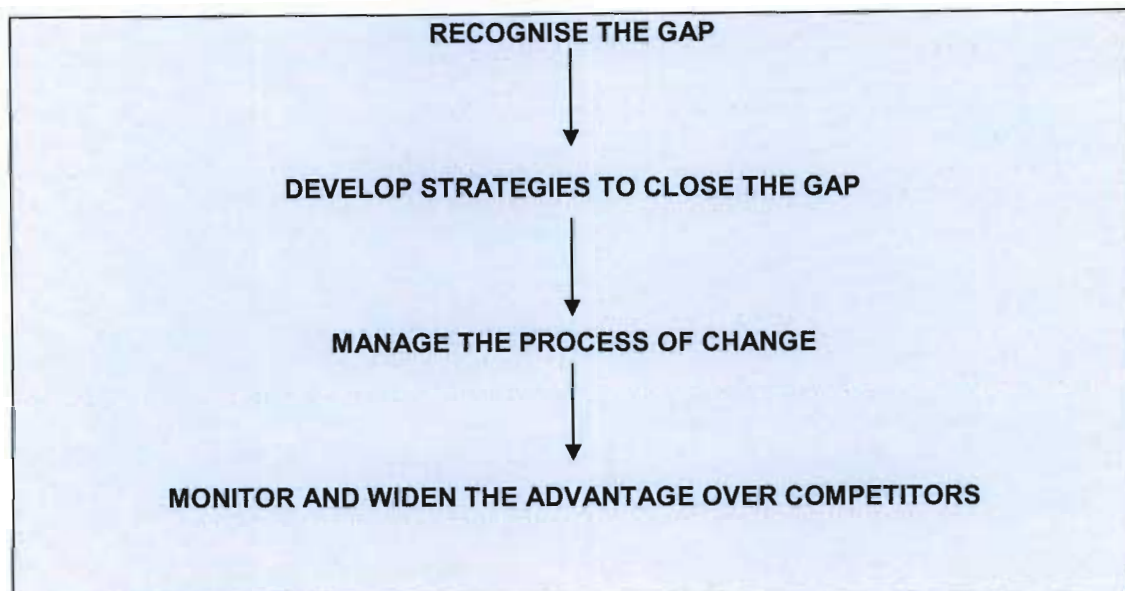 RECOGNISE THE GAP
DEVELOP STRATEGIES TO CLOSE THE GAP
MANAGE THE PROCESS OF CHANGE
MONITOR AND WIDEN THE ADVANTAGE OVER COMPETITORS